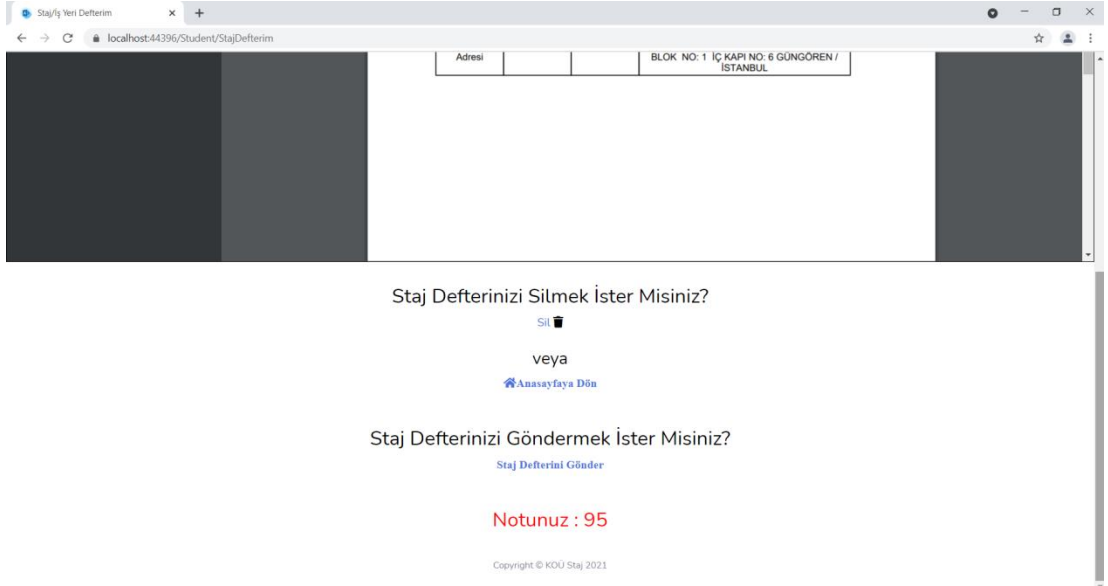 Staj/İş Yeri Defterim
localhost:44396/Student/StajDefterim
Adresi
BLOK NO: 1 İÇ KAPI NO: 6 GÜNGÖREN /
İSTANBUL
Staj Defterinizi Silmek İster Misiniz?
Sil
veya
Anasayfaya Dön
Staj Defterinizi Göndermek İster Misiniz?
Staj Defterini Gönder
Notunuz : 95
Copyright © KOÜ Staj 2021